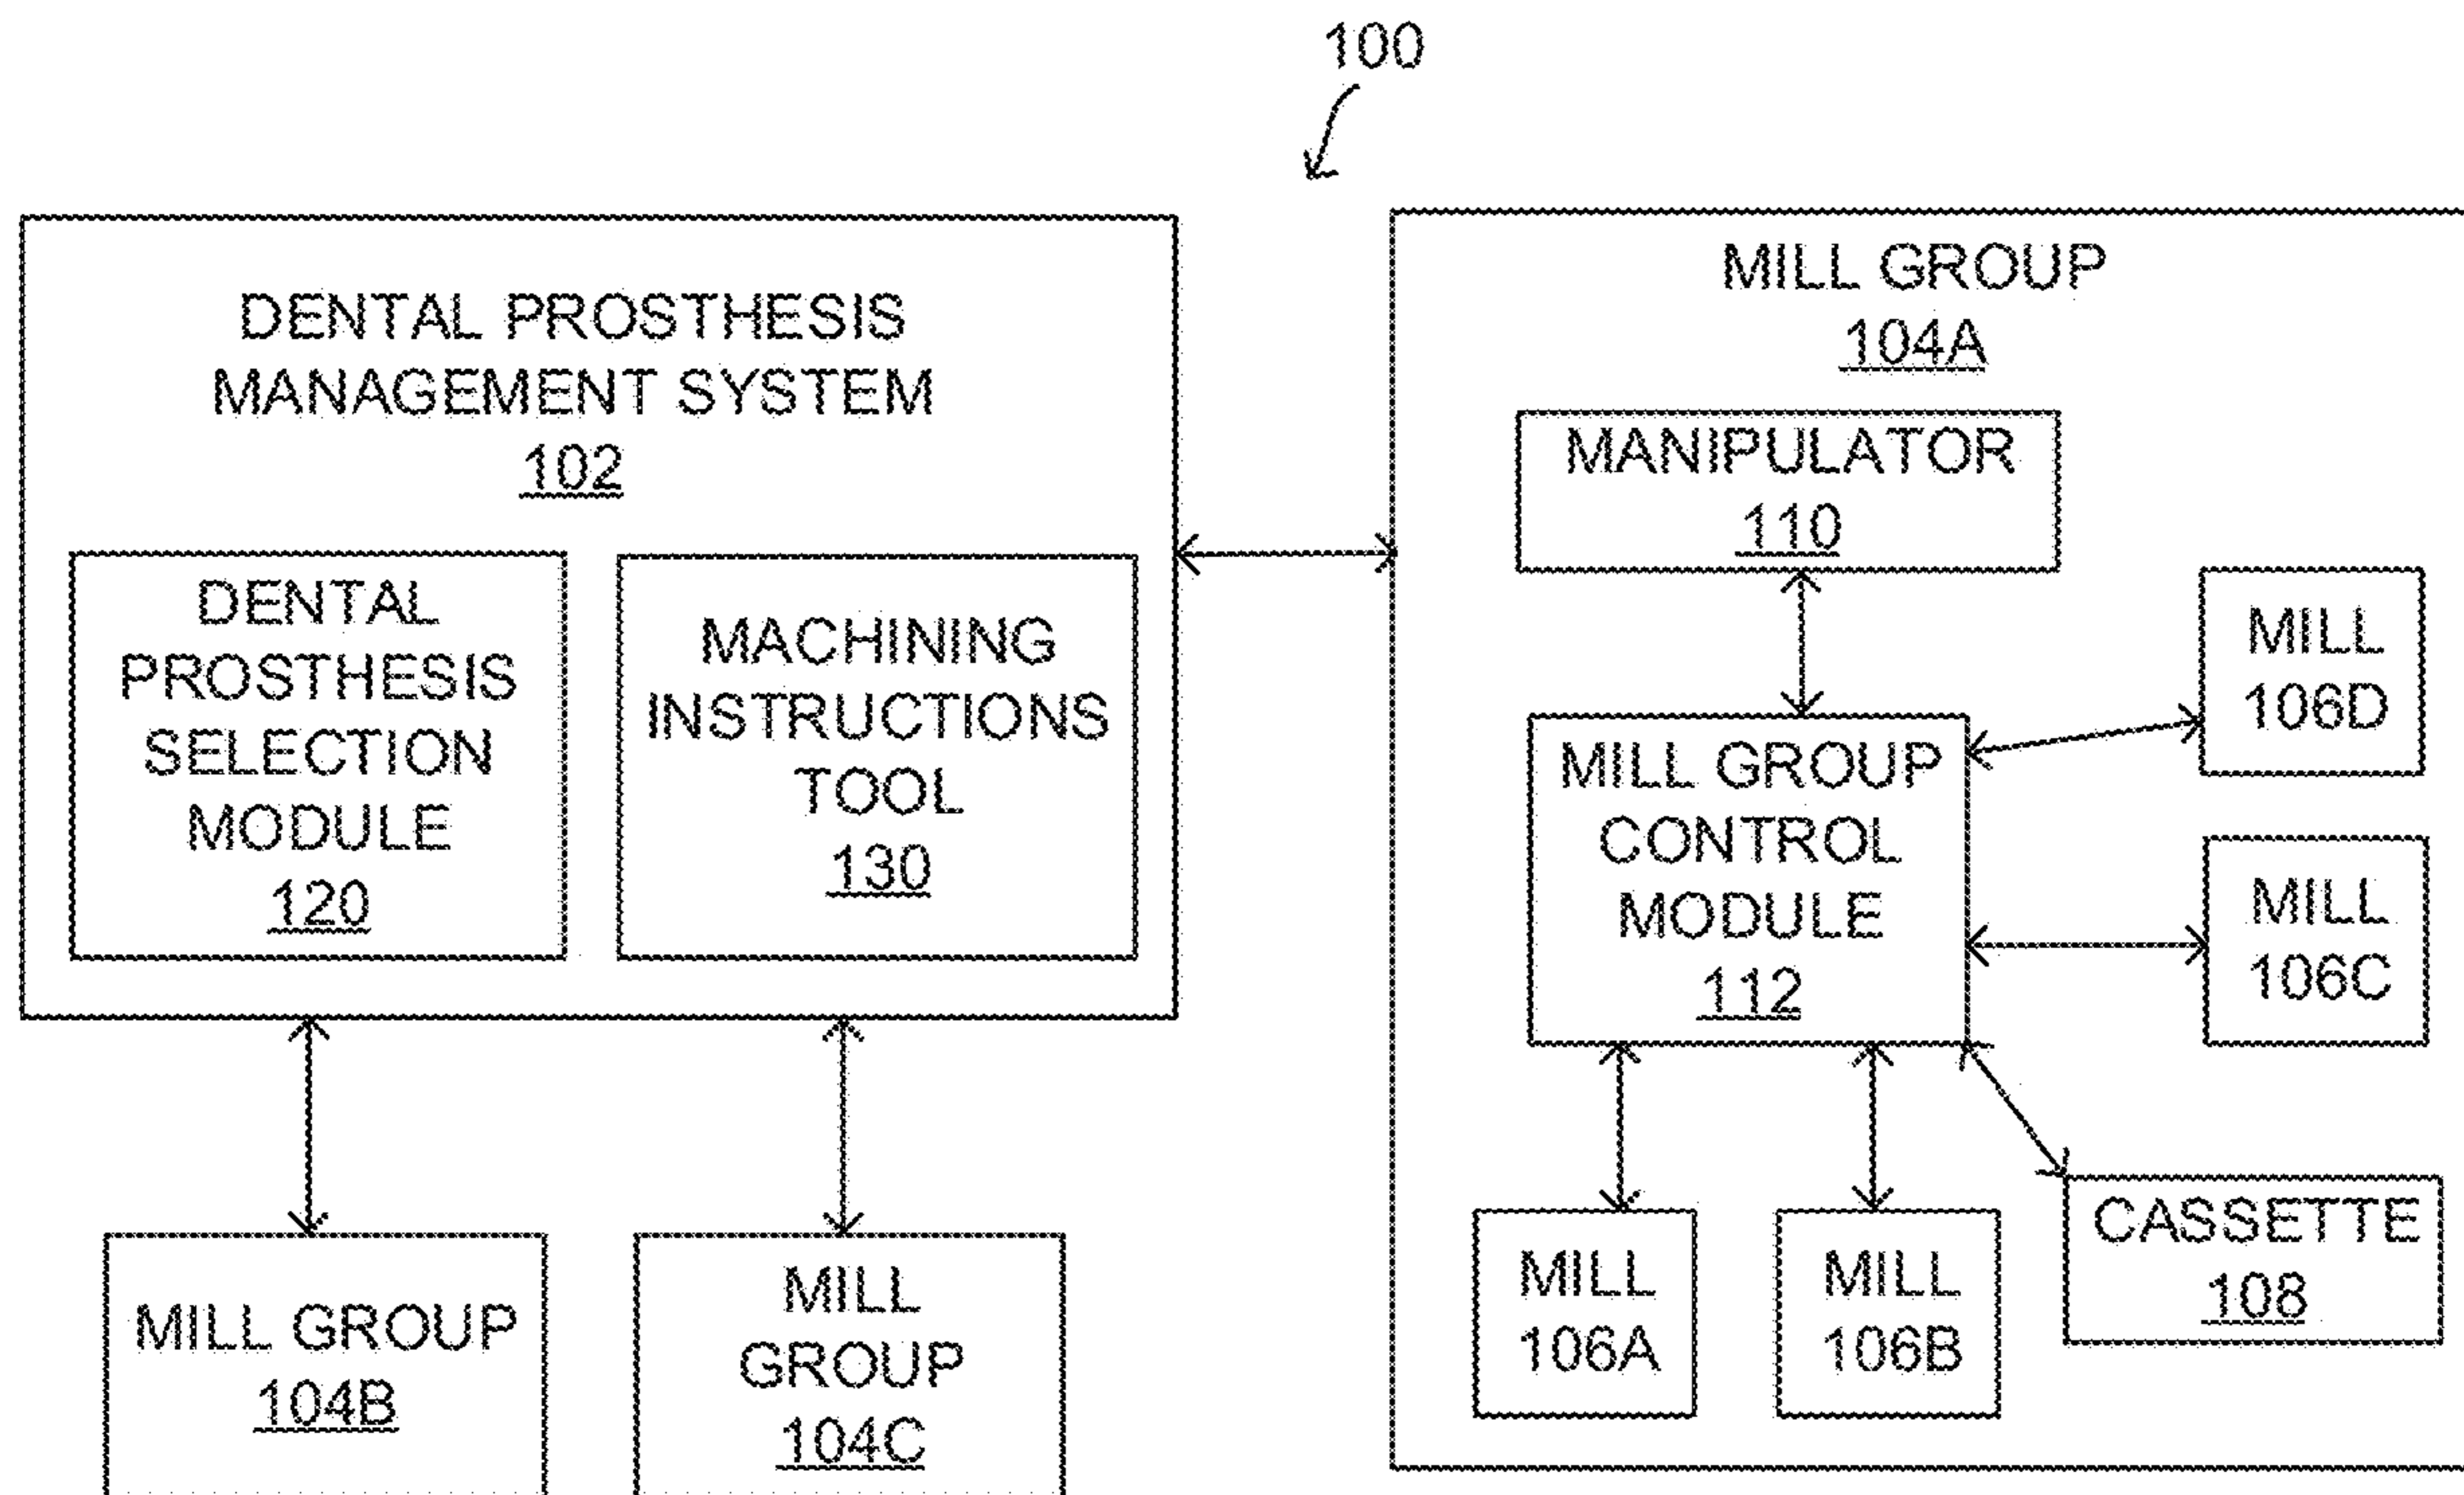 100
DENTAL PROSTHESIS
MANAGEMENT SYSTEM
102
DENTAL
PROSTHESIS
SELECTION
MODULE
120
MACHINING
INSTRUCTIONS
TOOL
130
MILL GROUP
104B
MILL
GROUP
104C
MILL GROUP
104A
MANIPULATOR
110
MILL GROUP
CONTROL
MODULE
112
MILL
106D
MILL
106C
MILL
106A
MILL
106B
CASSETTE
108